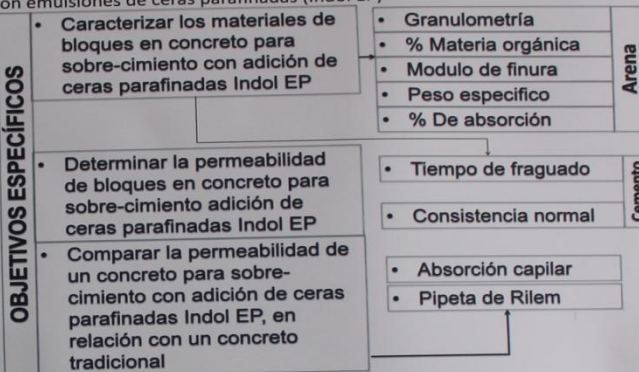 on emulsiones de ceras parafinadas (Indol EP)
OBJETIVOS ESPECÍFICOS
• Caracterizar los materiales de
bloques en concreto para
sobre-cimiento con adición de
ceras parafinadas Indol EP
• Granulometría
• % Materia orgánica
• Modulo de finura
• Peso especifico
• % De absorción
Arena
• Determinar la permeabilidad
de bloques en concreto para
sobre-cimiento adición de
ceras parafinadas Indol EP
• Tiempo de fraguado
• Consistencia normal
Cemento
• Comparar la permeabilidad de
un concreto para sobre-
cimiento con adición de ceras
parafinadas Indol EP, en
relación con un concreto
tradicional
• Absorción capilar
• Pipeta de Rilem